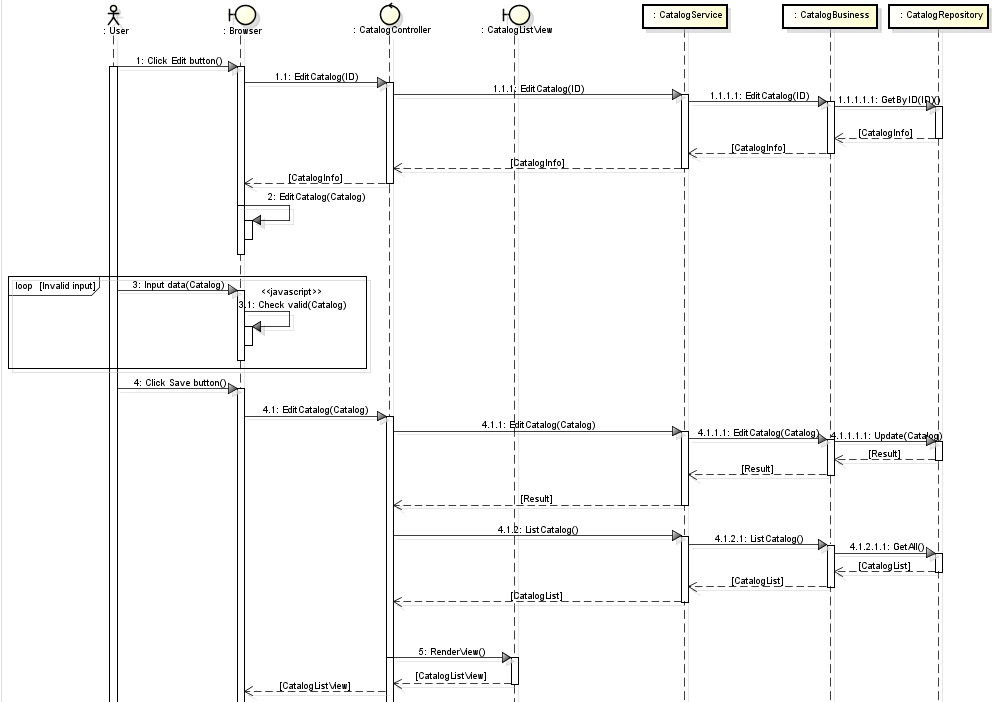 : User
: Browser
: CatalogController
: CatalogListView
: CatalogService
: CatalogBusiness
: CatalogRepository
1: Click Edit button()
1.1: EditCatalog(ID)
1.1.1: EditCatalog(ID)
1.1.1.1: EditCatalog(ID)
1.1.1.1.1: GetByID(ID)()
[CatalogInfo]
[CatalogInfo]
[CatalogInfo]
[CatalogInfo]
2: EditCatalog(Catalog)
loop [Invalid input]
3: Input data(Catalog)
<<javascript>>
3.1: Check valid(Catalog)
4: Click Save button()
4.1: EditCatalog(Catalog)
4.1.1: EditCatalog(Catalog)
4.1.1.1: EditCatalog(Catalog)
4.1.1.1.1: Update(Catalog)
[Result]
[Result]
[Result]
4.1.2: ListCatalog()
4.1.2.1: ListCatalog()
4.1.2.1.1: GetAll()
[CatalogList]
[CatalogList]
[CatalogList]
5: RenderView()
[CatalogListView]
[CatalogListView]